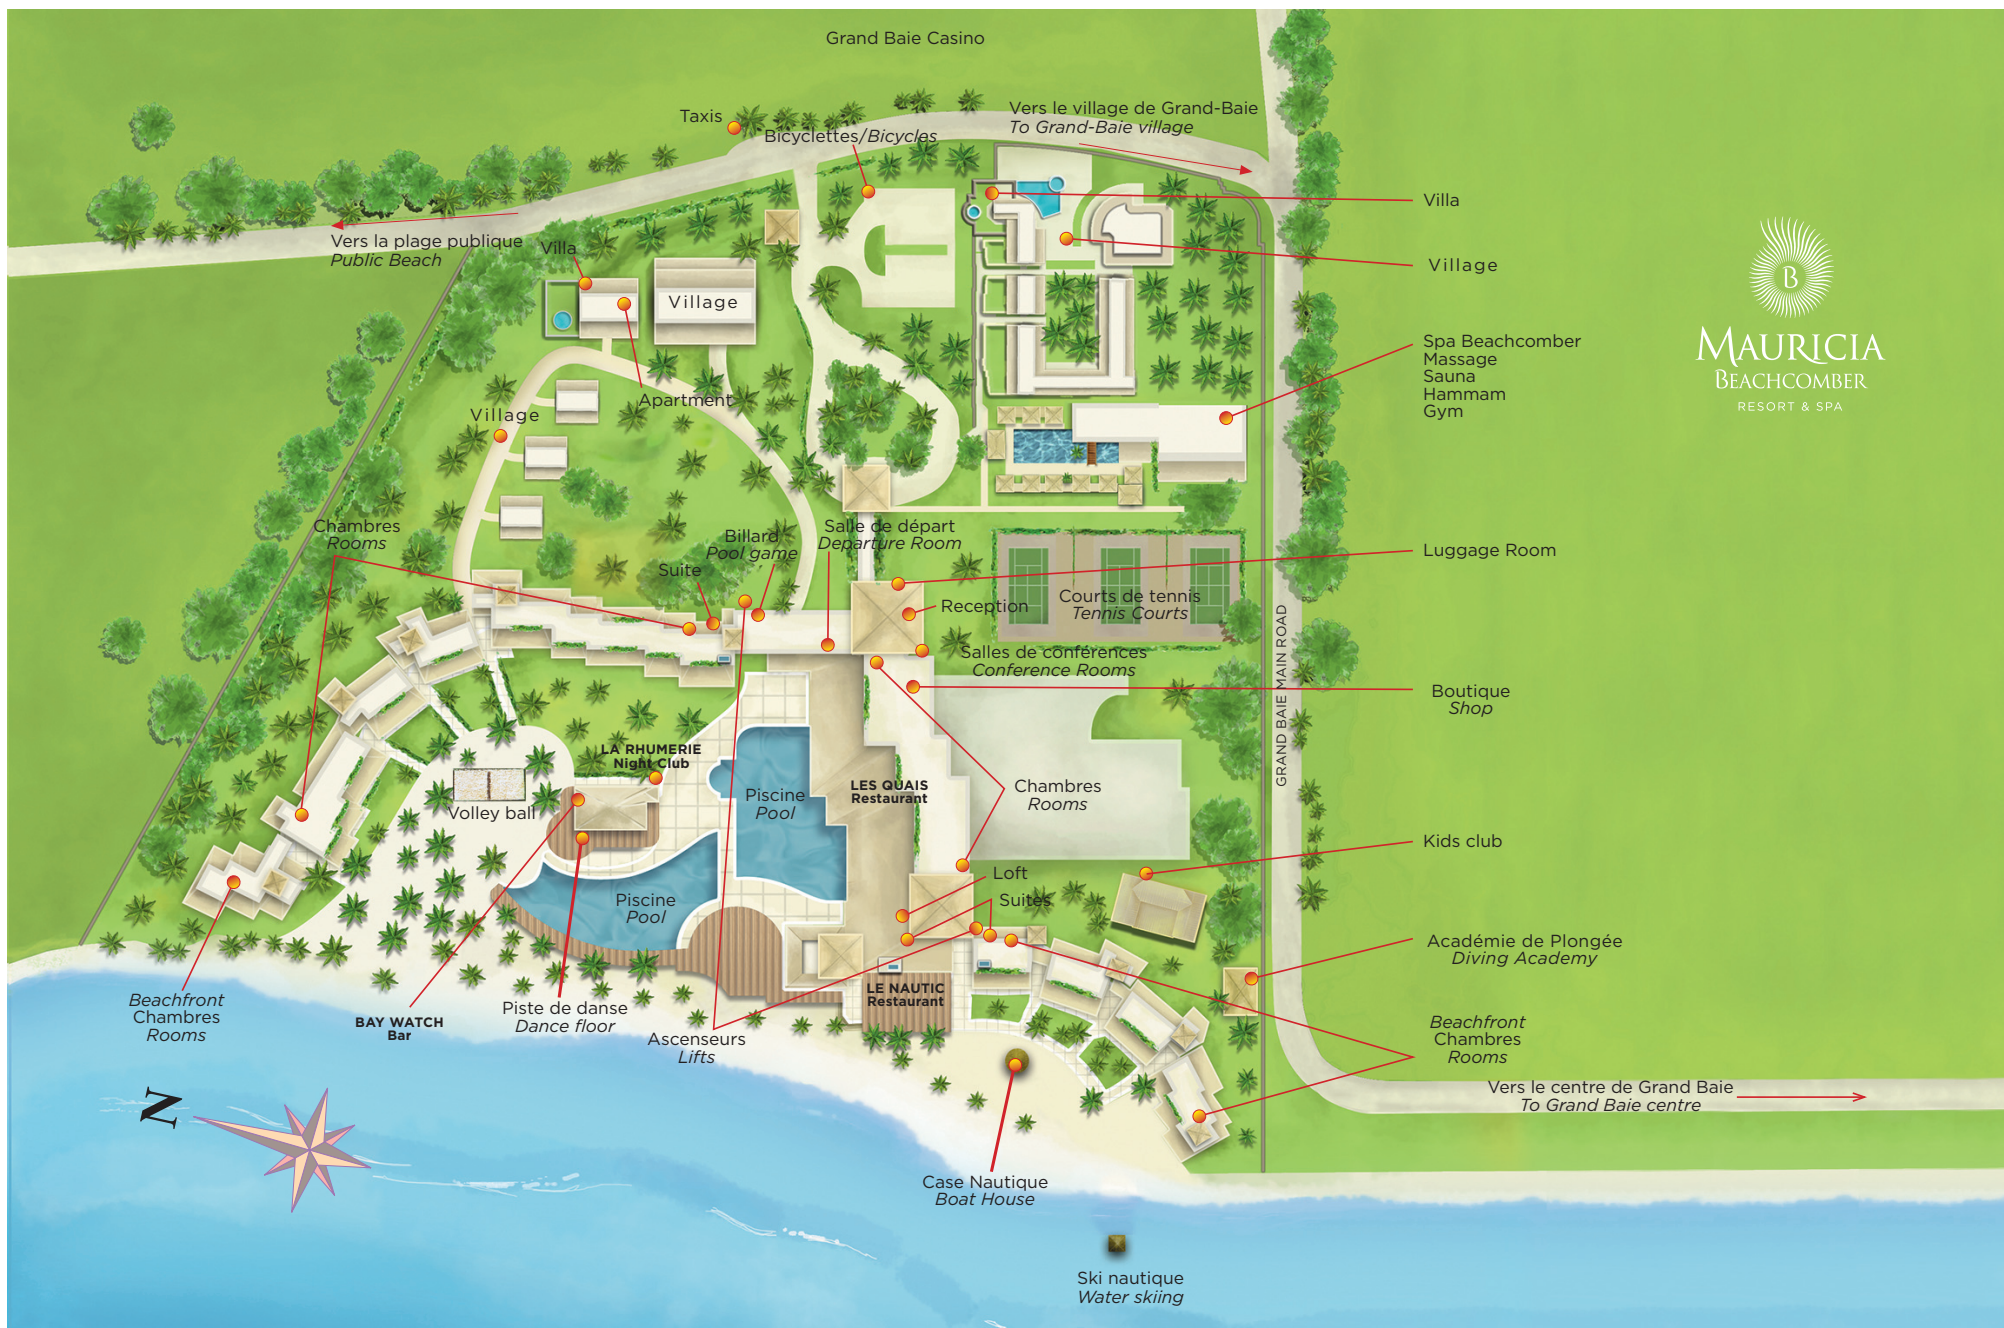 Grand Baie Casino
Taxis
Bicyclettes/Bicycles
Vers le village de Grand-Baie
To Grand-Baie village
Vers la plage publique
Public Beach
Villa
Village
Apartment
Village
Villa
Village
Spa Beachcomber
Massage
Sauna
Hammam
Gym
B
MAURICIA
BEACHCOMBER
RESORT & SPA
Chambres
Rooms
Suite
Billard
Pool game
Salle de départ
Departure Room
Luggage Room
Reception
Courts de tennis
Tennis Courts
Salles de conférences
Conference Rooms
Boutique
Shop
GRAND BAIE MAIN ROAD
LA RHUMERIE
Night Club
Volley ball
Piscine
Pool
LES QUAIS
Restaurant
Chambres
Rooms
Kids club
Loft
Suites
Piscine
Pool
Académie de Plongée
Diving Academy
LE NAUTIC
Restaurant
Beachfront
Chambres
Rooms
BAY WATCH
Bar
Piste de danse
Dance floor
Ascenseurs
Lifts
Beachfront
Chambres
Rooms
Vers le centre de Grand Baie
To Grand Baie centre
N
Case Nautique
Boat House
Ski nautique
Water skiing